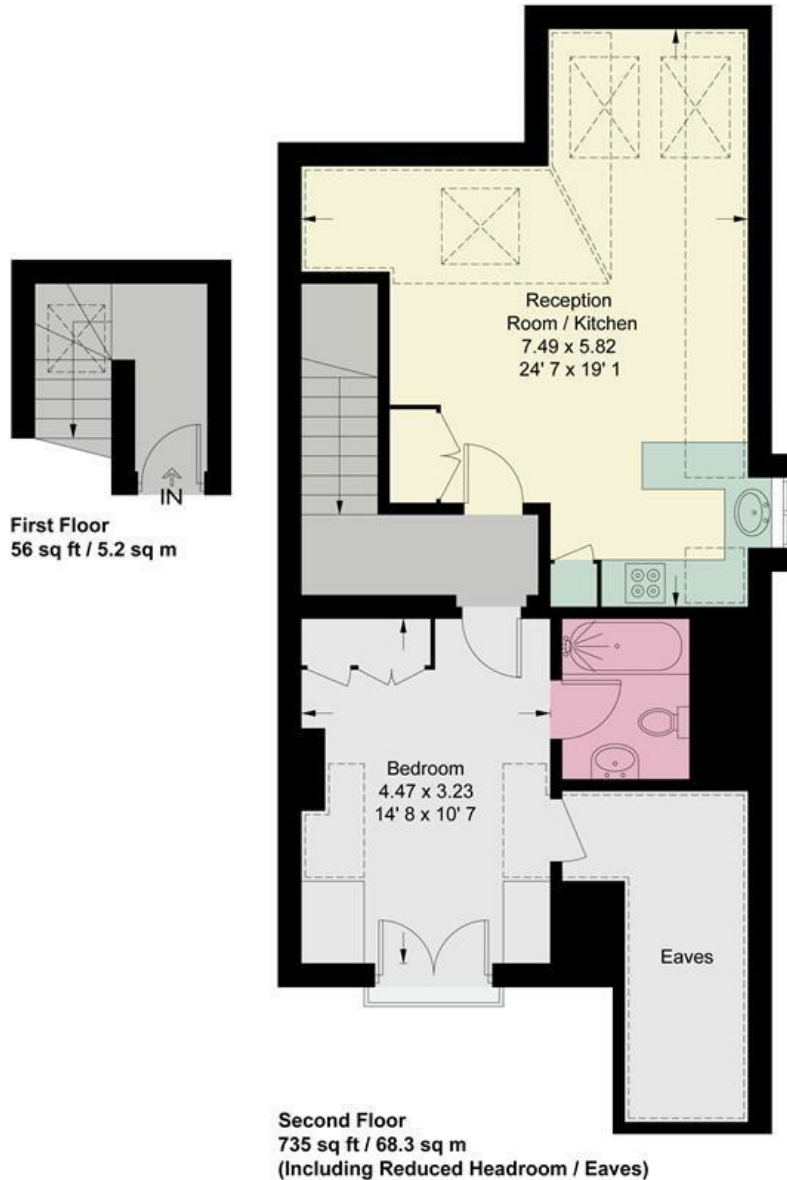 Reception
Room / Kitchen
7.49 x 5.82
24' 7 x 19' 1
IN
First Floor
56 sq ft / 5.2 sq m
Bedroom
4.47 x 3.23
14' 8 x 10' 7
Eaves
Second Floor
735 sq ft / 68.3 sq m
(Including Reduced Headroom / Eaves)